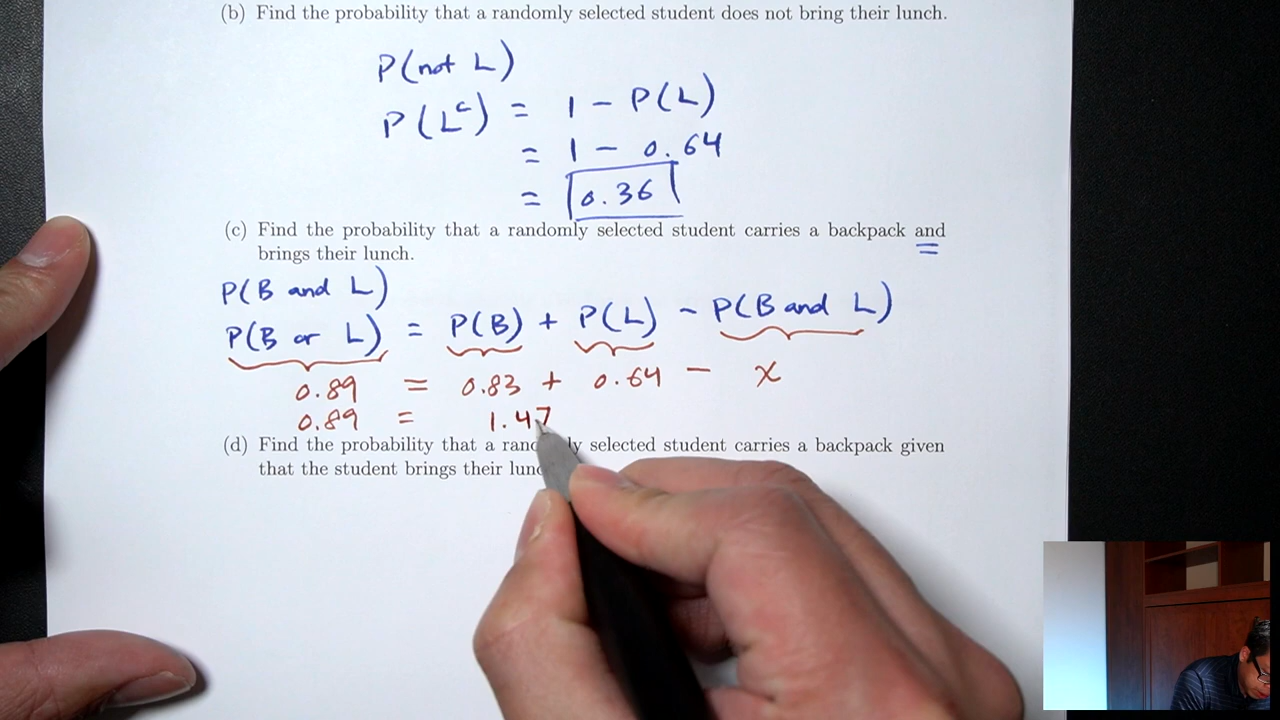 (b) Find the probability that a randomly selected student does not bring their lunch.
P(not L)
P(Lᶜ) = 1 − P(L)
= 1 − 0.64
= 0.36
(c) Find the probability that a randomly selected student carries a backpack and
brings their lunch.
P(B and L)
P(B or L) = P(B) + P(L) − P(B and L)
0.89 = 0.83 + 0.64 − x
0.89 = 1.47
(d) Find the probability that a selected student carries a backpack given
that the student brings their